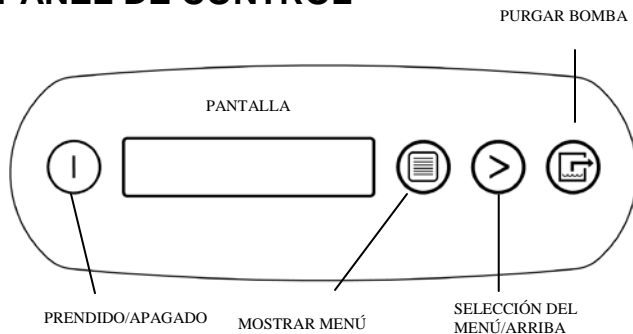 PANEL DE CONTROL
PURGAR BOMBA
PANTALLA
PRENDIDO/APAGADO
MOSTRAR MENÚ
SELECCIÓN DEL
MENÚ/ARRIBA